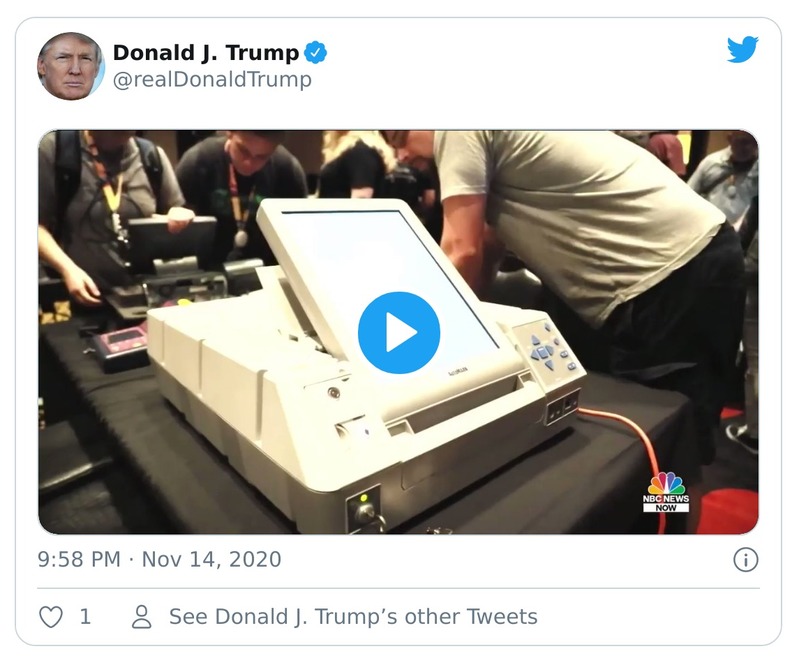 Donald J. Trump
@realDonaldTrump
NBC NEWS
NOW
9:58 PM · Nov 14, 2020
1
See Donald J. Trump’s other Tweets